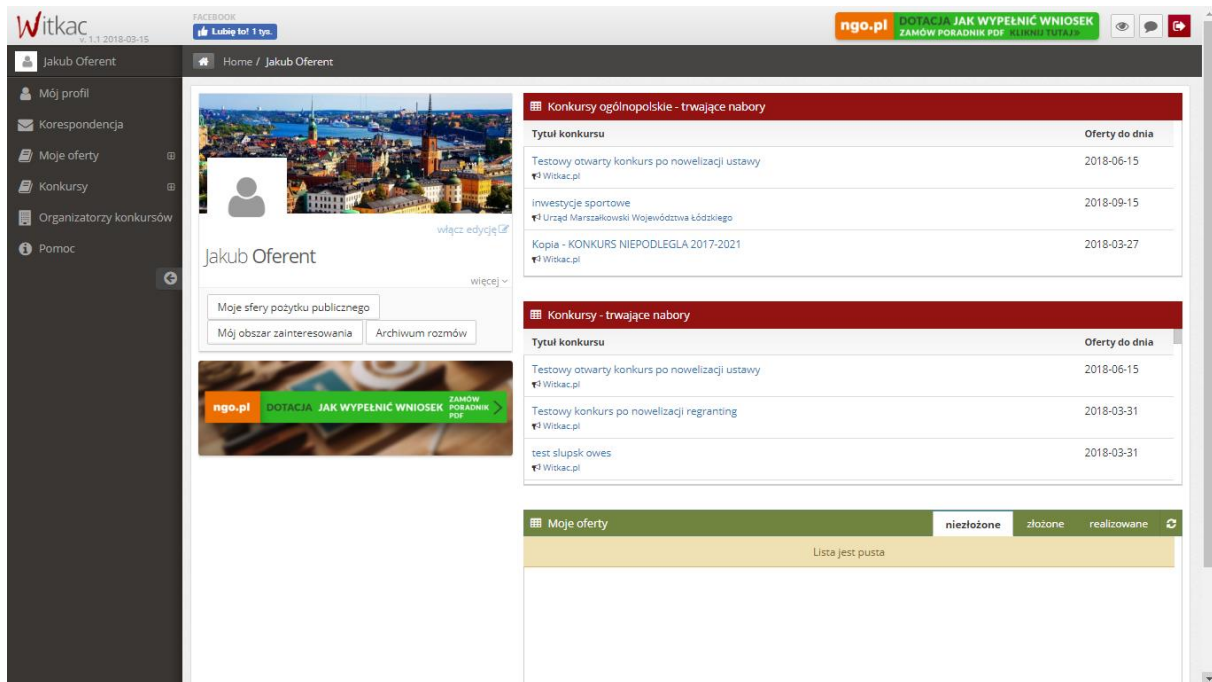 Witkac
v. 1.1 2018-03-15
FACEBOOK
Lubię to! 1 tys.
ngo.pl DOTACJA JAK WYPEŁNIĆ WNIOSEK
ZAMÓW PORADNIK PDF KLIKNIJ TUTAJ»
Jakub Oferent
Home / Jakub Oferent
Mój profil
Korespondencja
Moje oferty
Konkursy
Organizatorzy konkursów
Pomoc
włącz edycję
Jakub Oferent
więcej
Moje sfery pożytku publicznego
Mój obszar zainteresowania Archiwum rozmów
ngo.pl DOTACJA JAK WYPEŁNIĆ WNIOSEK
ZAMÓW
PORADNIK
PDF
Konkursy ogólnopolskie - trwające nabory
Tytuł konkursu Oferty do dnia
Testowy otwarty konkurs po nowelizacji ustawy 2018-06-15
Witkac.pl
inwestycje sportowe 2018-09-15
Urząd Marszałkowski Województwa Łódzkiego
Kopia - KONKURS NIEPODLEGLA 2017-2021 2018-03-27
Witkac.pl
Konkursy - trwające nabory
Tytuł konkursu Oferty do dnia
Testowy otwarty konkurs po nowelizacji ustawy 2018-06-15
Witkac.pl
Testowy konkurs po nowelizacji regranting 2018-03-31
Witkac.pl
test slupsk owes 2018-03-31
Witkac.pl
Moje oferty niezłożone złożone realizowane
Lista jest pusta